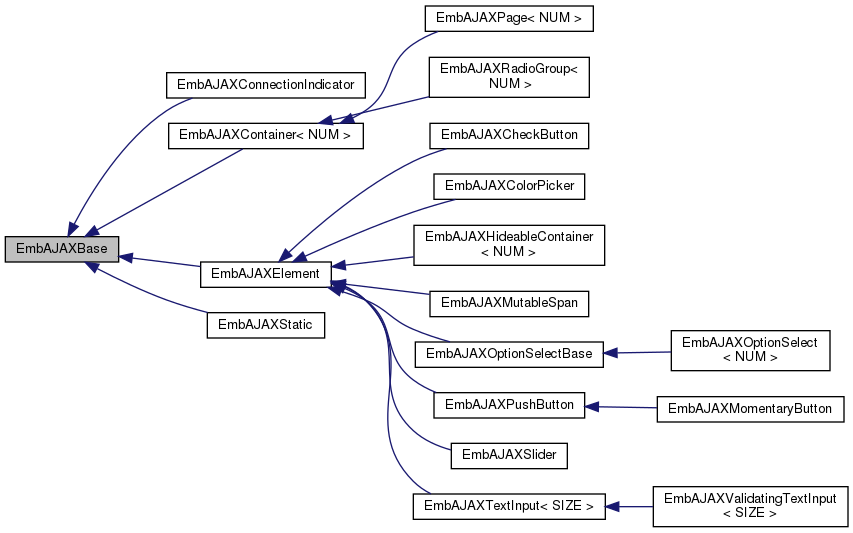 EmbAJAXPage< NUM >
EmbAJAXRadioGroup<
NUM >
EmbAJAXConnectionIndicator
EmbAJAXContainer< NUM >
EmbAJAXCheckButton
EmbAJAXColorPicker
EmbAJAXHideableContainer
< NUM >
EmbAJAXBase
EmbAJAXElement
EmbAJAXMutableSpan
EmbAJAXStatic
EmbAJAXOptionSelectBase
EmbAJAXOptionSelect
< NUM >
EmbAJAXPushButton
EmbAJAXMomentaryButton
EmbAJAXSlider
EmbAJAXTextInput< SIZE >
EmbAJAXValidatingTextInput
< SIZE >